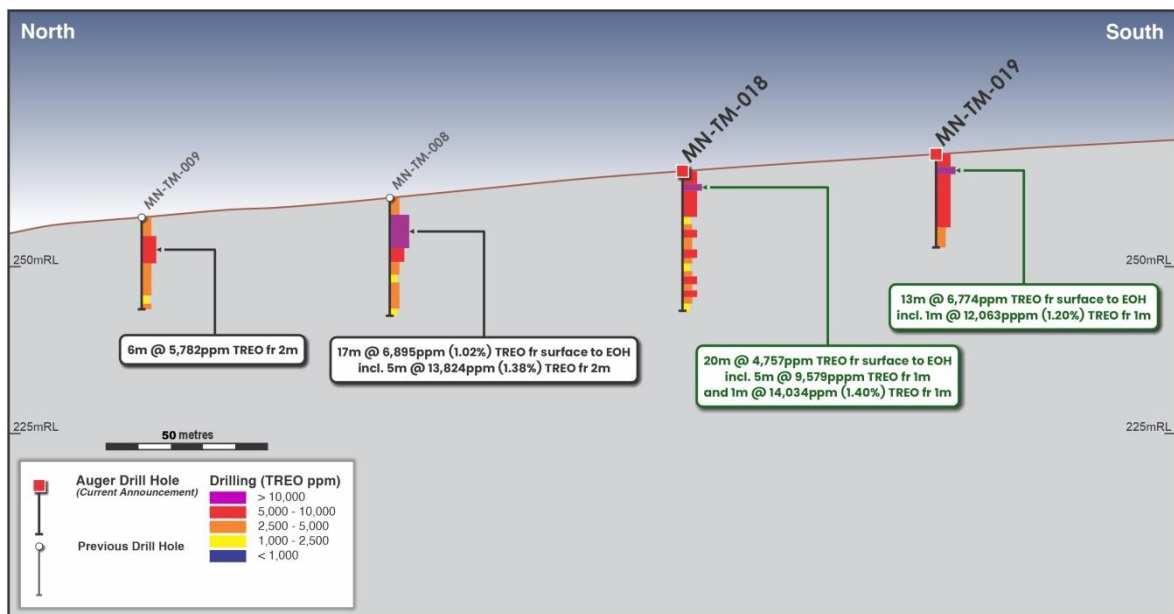 North
South
MN-TM-009
MN-TM-008
MN-TM-018
MN-TM-019
250mRL
250mRL
6m @ 5,782ppm TREO fr 2m
17m @ 6,895ppm (1.02%) TREO fr surface to EOH
incl. 5m @ 13,824ppm (1.38%) TREO fr 2m
20m @ 4,757ppm TREO fr surface to EOH
incl. 5m @ 9,579pppm TREO fr 1m
and 1m @ 14,034ppm (1.40%) TREO fr 1m
13m @ 6,774ppm TREO fr surface to EOH
incl. 1m @ 12,063pppm (1.20%) TREO fr 1m
225mRL
225mRL
50 metres
Auger Drill Hole
(Current Announcement)
Previous Drill Hole
Drilling (TREO ppm)
> 10,000
5,000 - 10,000
2,500 - 5,000
1,000 - 2,500
< 1,000